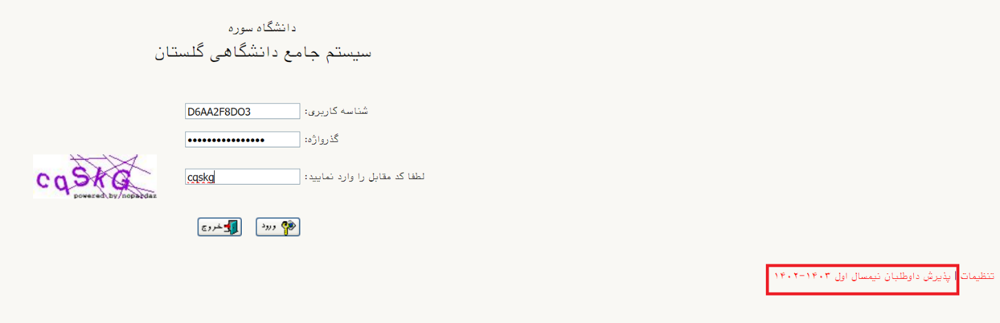 دانشگاه سوره
سیستم جامع دانشگاهی گلستان
شناسه کاربری: D6AA2F8DO3
گذرواژه: ••••••••••••••••
لطفا کد مقابل را وارد نمایید: cqskg
cqSkG
powered by/nopardaz
ورود خروج
تنظیمات | پذیرش داوطلبان نیمسال اول ۱۴۰۳-۱۴۰۲